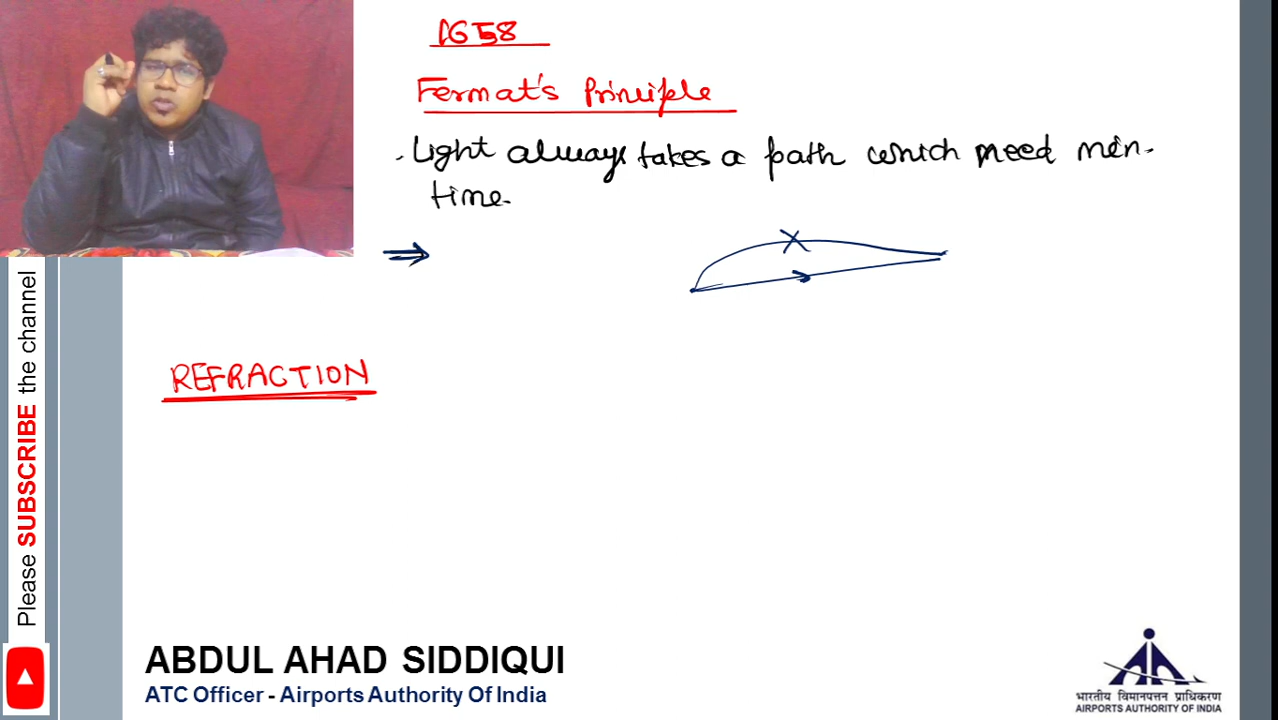 1658
Fermat's Principle
. Light always takes a path which need min.
time.
REFRACTION
Please SUBSCRIBE the channel
ABDUL AHAD SIDDIQUI
ATC Officer - Airports Authority Of India
भारतीय विमानपत्तन प्राधिकरण
AIRPORTS AUTHORITY OF INDIA